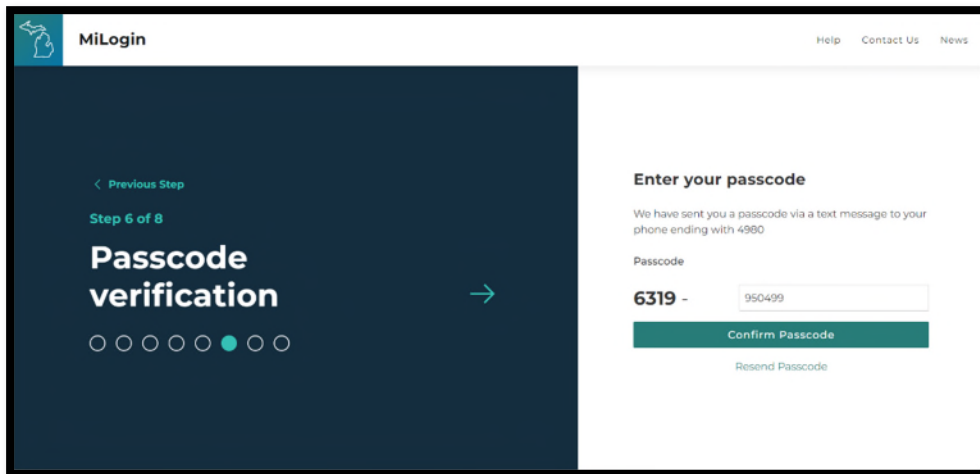 MiLogin
Help Contact Us News
Previous Step
Step 6 of 8
Passcode
verification
Enter your passcode
We have sent you a passcode via a text message to your
phone ending with 4980
Passcode
6319 - 950499
Confirm Passcode
Resend Passcode